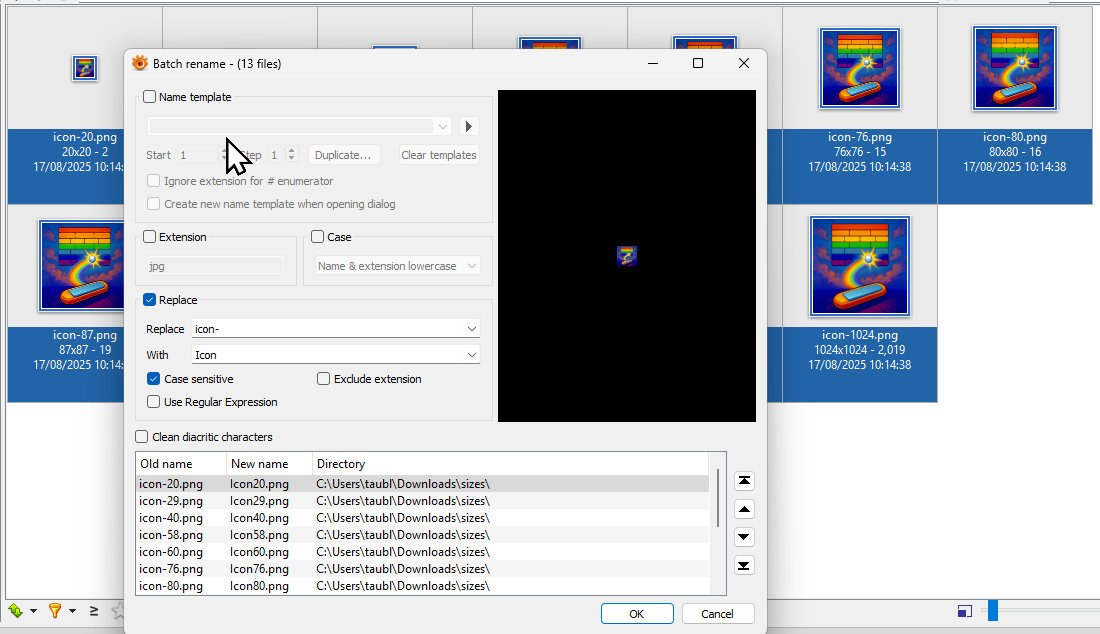 Batch rename - (13 files)
icon-20.png
20x20 - 2
17/08/2025 10:14:
icon-76.png
76x76 - 15
17/08/2025 10:14:38
icon-80.png
80x80 - 16
17/08/2025 10:14:38
icon-87.png
87x87 - 19
17/08/2025 10:14:
icon-1024.png
1024x1024 - 2,019
17/08/2025 10:14:38
Name template
Start 1 tep 1 Duplicate... Clear templates
Ignore extension for # enumerator
Create new name template when opening dialog
Extension
jpg
Case
Name & extension lowercase
Replace
Replace icon-
With Icon
Case sensitive Exclude extension
Use Regular Expression
Clean diacritic characters
Old name New name Directory
icon-20.png Icon20.png C:\Users\taubl\Downloads\sizes\
icon-29.png Icon29.png C:\Users\taubl\Downloads\sizes\
icon-40.png Icon40.png C:\Users\taubl\Downloads\sizes\
icon-58.png Icon58.png C:\Users\taubl\Downloads\sizes\
icon-60.png Icon60.png C:\Users\taubl\Downloads\sizes\
icon-76.png Icon76.png C:\Users\taubl\Downloads\sizes\
icon-80.png Icon80.png C:\Users\taubl\Downloads\sizes\
OK Cancel